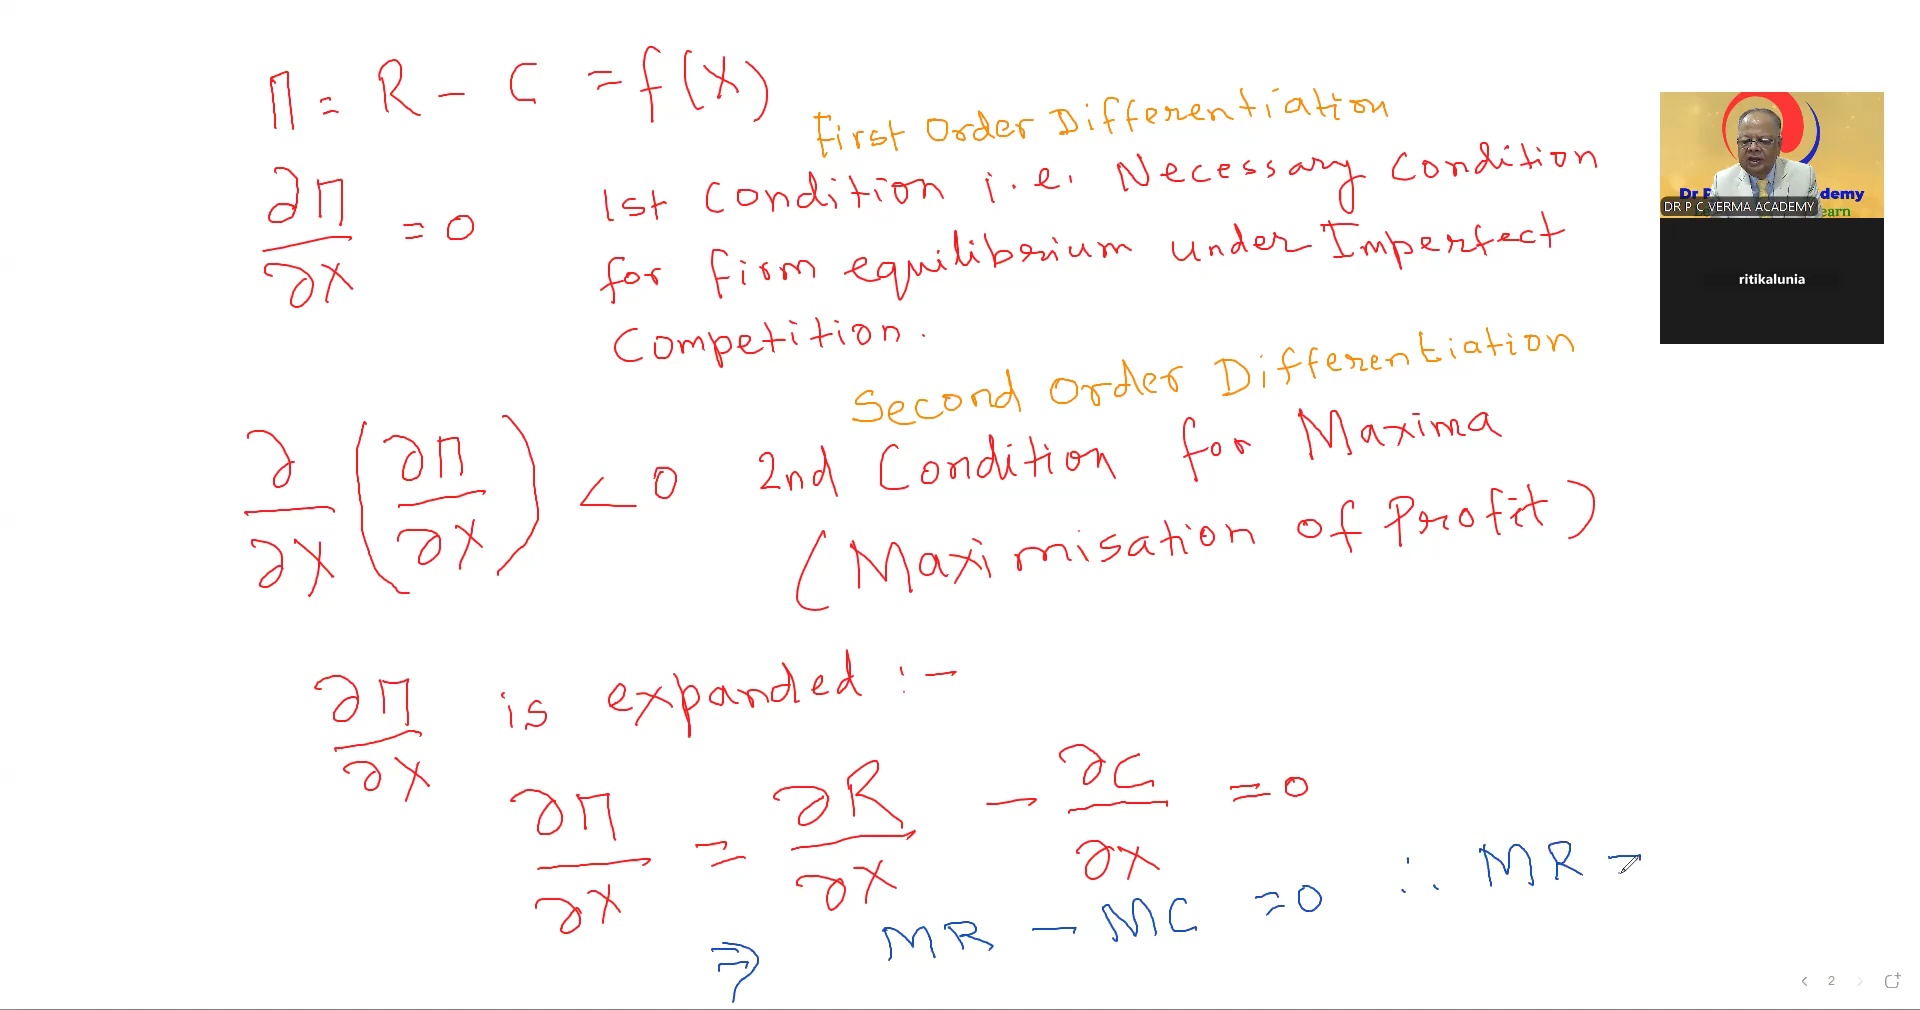 Π = R - C = f(X)
First Order Differentiation
∂Π/∂X = 0
1st Condition i.e. Necessary Condition
for firm equilibrium under Imperfect
Competition.
Second Order Differentiation
∂/∂X (∂Π/∂X) < 0 2nd Condition for Maxima
(Maximisation of Profit)
∂Π/∂X is expanded :-
∂Π/∂X = ∂R/∂X - ∂C/∂X = 0
⇒ MR - MC = 0 ∴ MR -
DR P C VERMA ACADEMY
ritikalunia
2